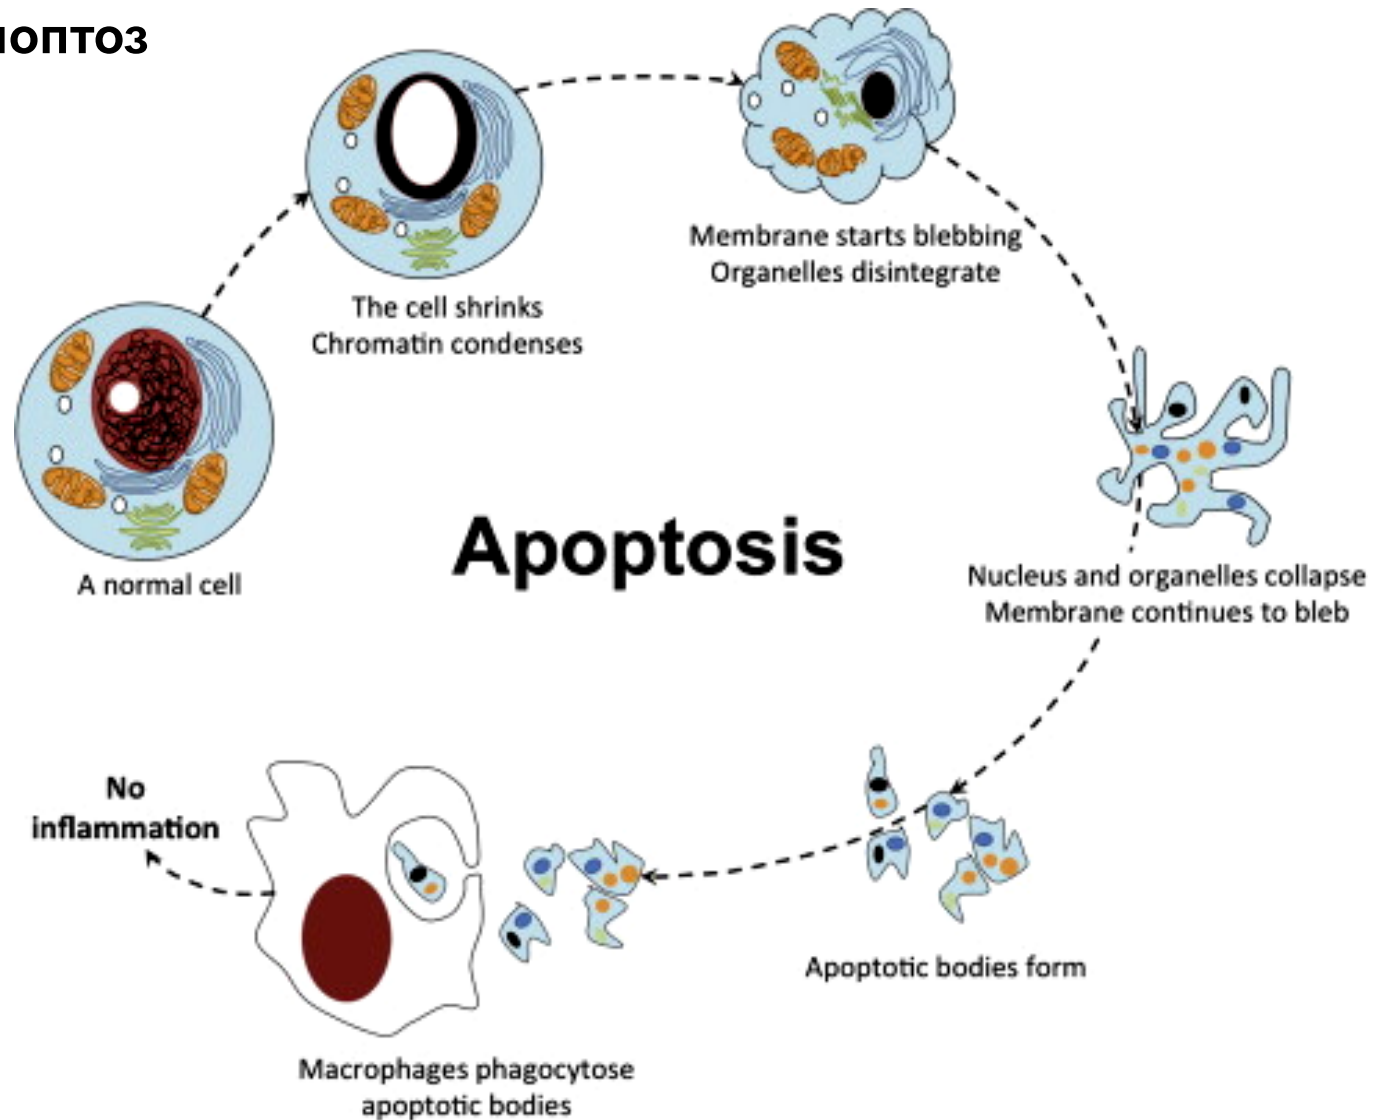 The cell shrinks
Chromatin condenses
Membrane starts blebbing
Organelles disintegrate
A normal cell
Apoptosis
Nucleus and organelles collapse
Membrane continues to bleb
Apoptotic bodies form
Macrophages phagocytose
apoptotic bodies
No
inflammation